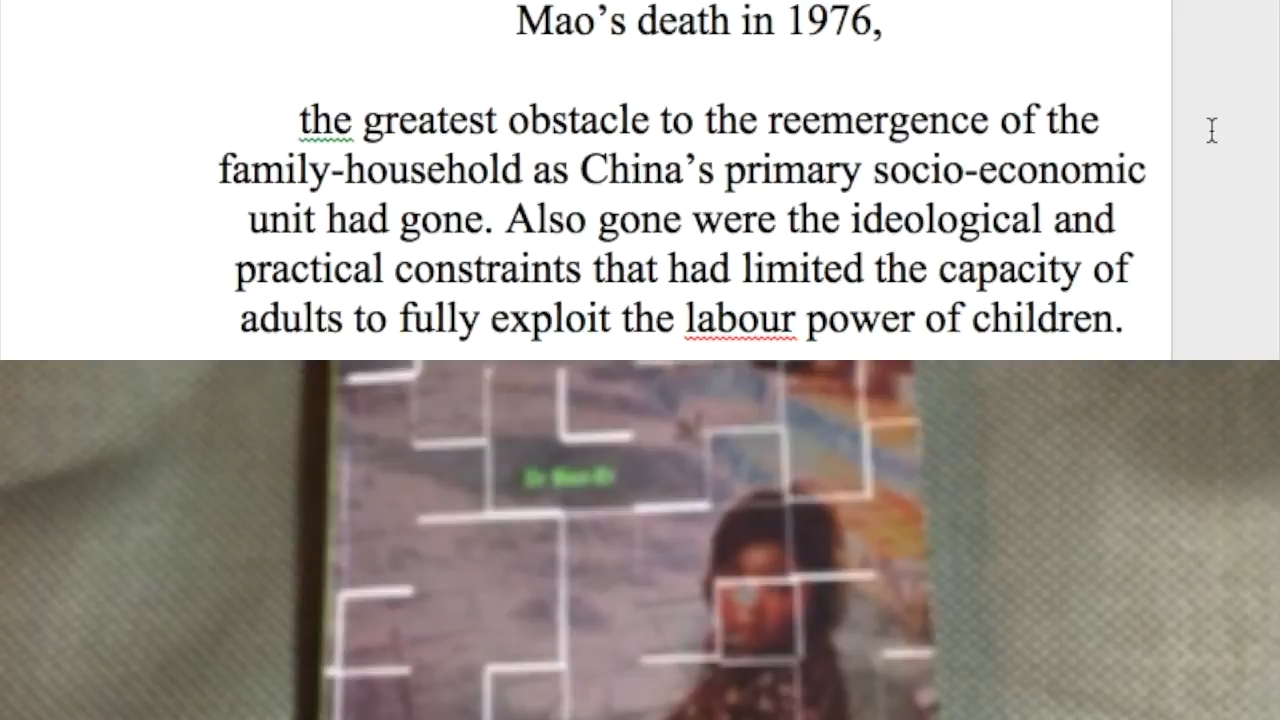 Mao’s death in 1976,
the greatest obstacle to the reemergence of the
family-household as China’s primary socio-economic
unit had gone. Also gone were the ideological and
practical constraints that had limited the capacity of
adults to fully exploit the labour power of children.